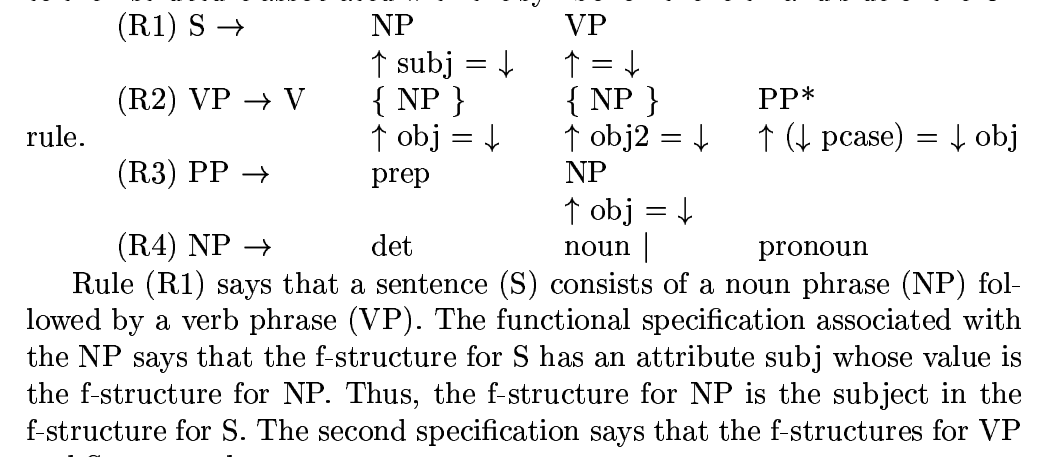 (R1) S → NP VP
↑ subj = ↓ ↑ = ↓
(R2) VP → V { NP } { NP } PP*
rule. ↑ obj = ↓ ↑ obj2 = ↓ ↑ (↓ pcase) = ↓ obj
(R3) PP → prep NP
↑ obj = ↓
(R4) NP → det noun | pronoun
Rule (R1) says that a sentence (S) consists of a noun phrase (NP) fol-
lowed by a verb phrase (VP). The functional specification associated with
the NP says that the f-structure for S has an attribute subj whose value is
the f-structure for NP. Thus, the f-structure for NP is the subject in the
f-structure for S. The second specification says that the f-structures for VP